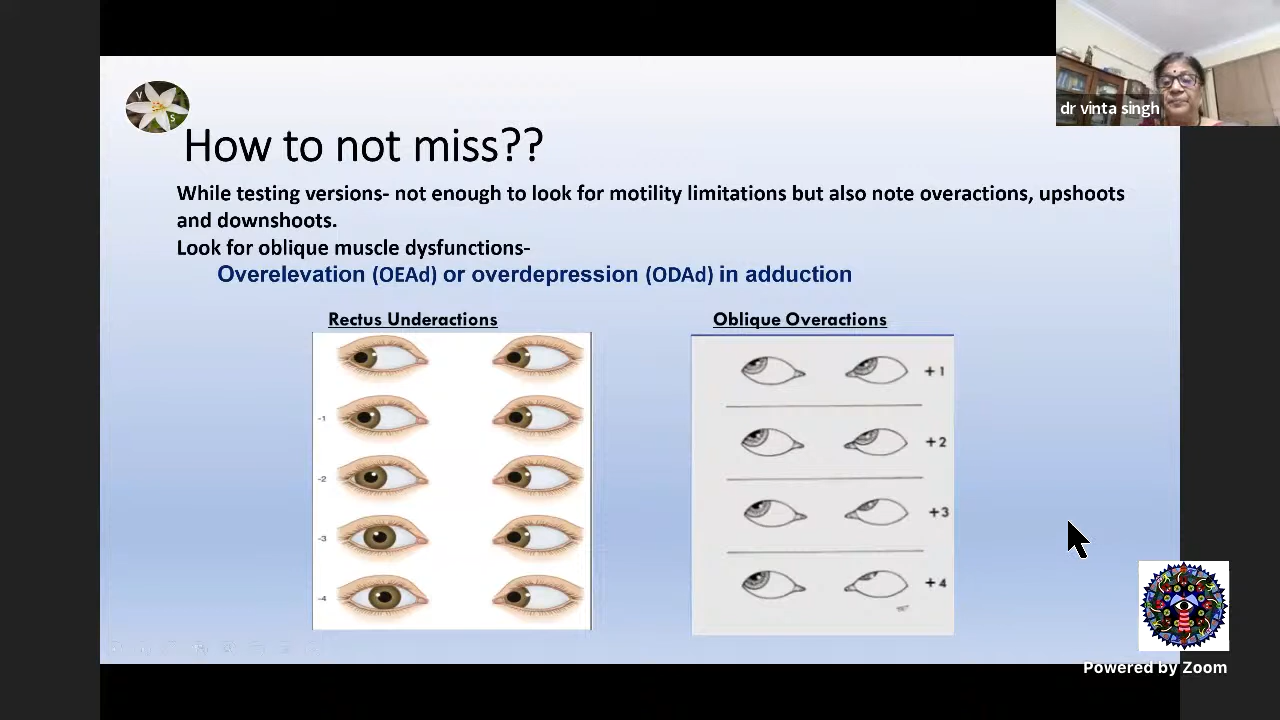 dr vinta singh
V
S
How to not miss??
While testing versions- not enough to look for motility limitations but also note overactions, upshoots
and downshoots.
Look for oblique muscle dysfunctions-
Overelevation (OEAd) or overdepression (ODAd) in adduction
Rectus Underactions
Oblique Overactions
-1
-2
-3
-4
+1
+2
+3
+4
Powered by Zoom